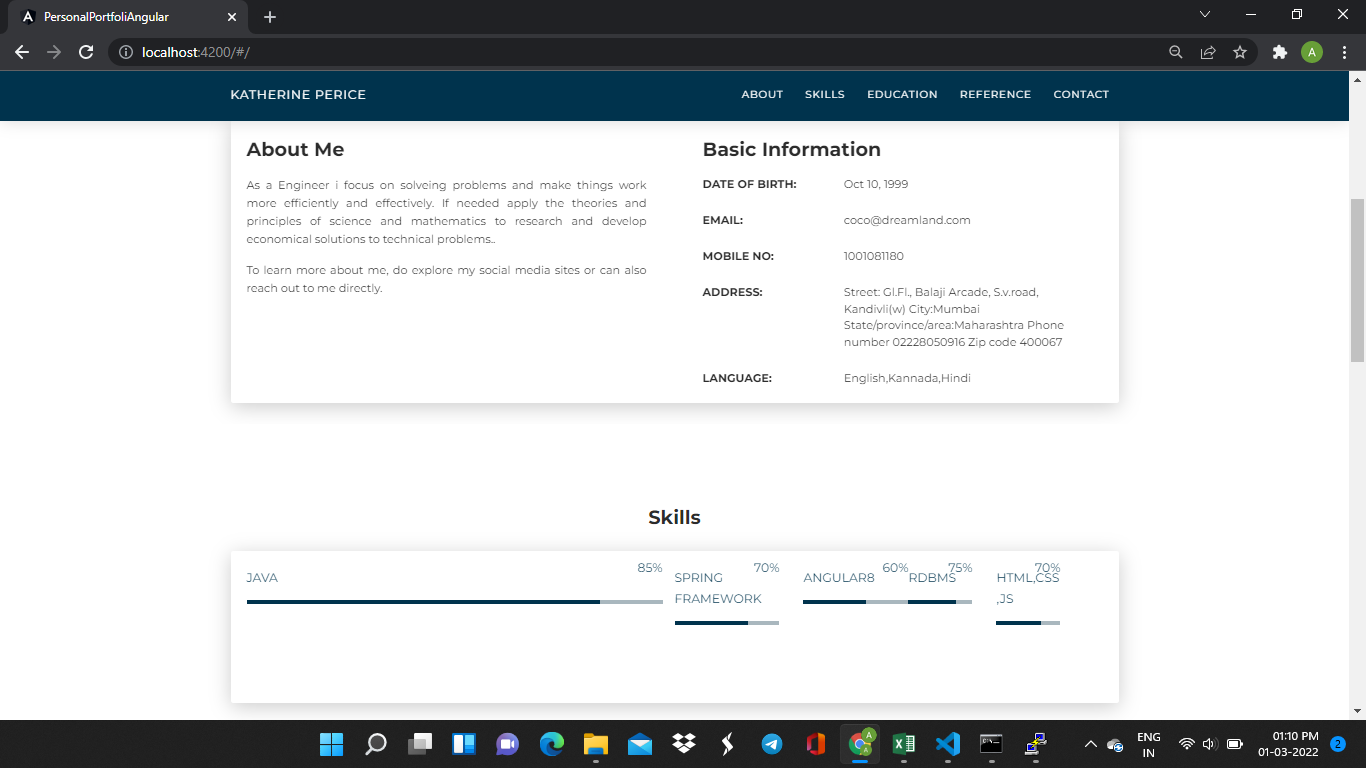 PersonalPortfoliAngular
localhost:4200/#/
A
KATHERINE PERICE
ABOUT
SKILLS
EDUCATION
REFERENCE
CONTACT
About Me
As a Engineer i focus on solveing problems and make things work
more efficiently and effectively. If needed apply the theories and
principles of science and mathematics to research and develop
economical solutions to technical problems..
To learn more about me, do explore my social media sites or can also
reach out to me directly.
Basic Information
DATE OF BIRTH: Oct 10, 1999
EMAIL: coco@dreamland.com
MOBILE NO: 1001081180
ADDRESS: Street: Gl.Fl., Balaji Arcade, S.v.road,
Kandivli(w) City:Mumbai
State/province/area:Maharashtra Phone
number 02228050916 Zip code 400067
LANGUAGE: English,Kannada,Hindi
Skills
JAVA
85%
SPRING
FRAMEWORK
70%
ANGULAR8
60%
RDBMS
75%
HTML,CSS
,JS
70%
ENG
IN
01:10 PM
01-03-2022
2